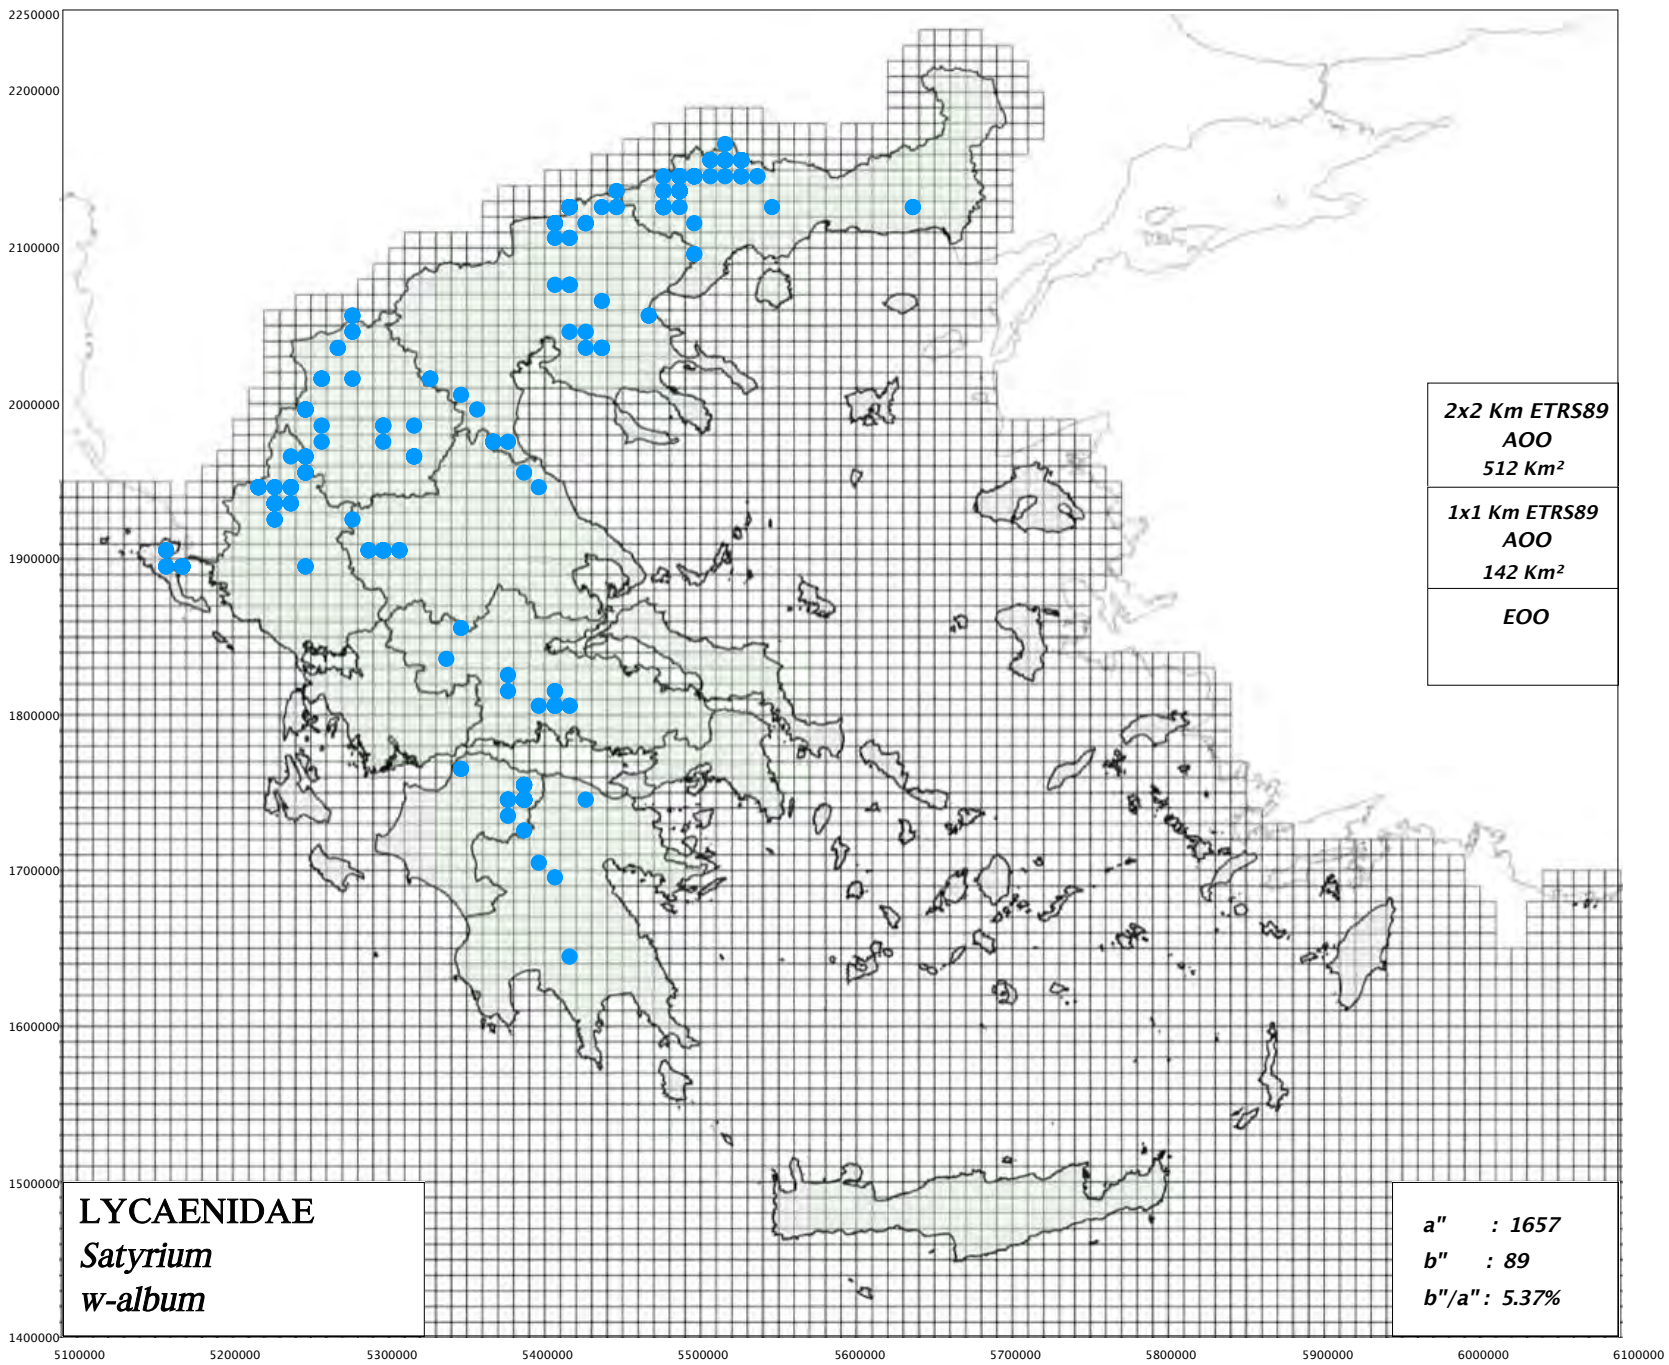 2250000
2200000
2100000
2000000
1900000
1800000
1700000
1600000
1500000
1400000
2x2 Km ETRS89
AOO
512 Km²
1x1 Km ETRS89
AOO
142 Km²
EOO
LYCAENIDAE
Satyrium
w-album
a" : 1657
b" : 89
b"/a" : 5.37%
5100000 5200000 5300000 5400000 5500000 5600000 5700000 5800000 5900000 6000000 6100000